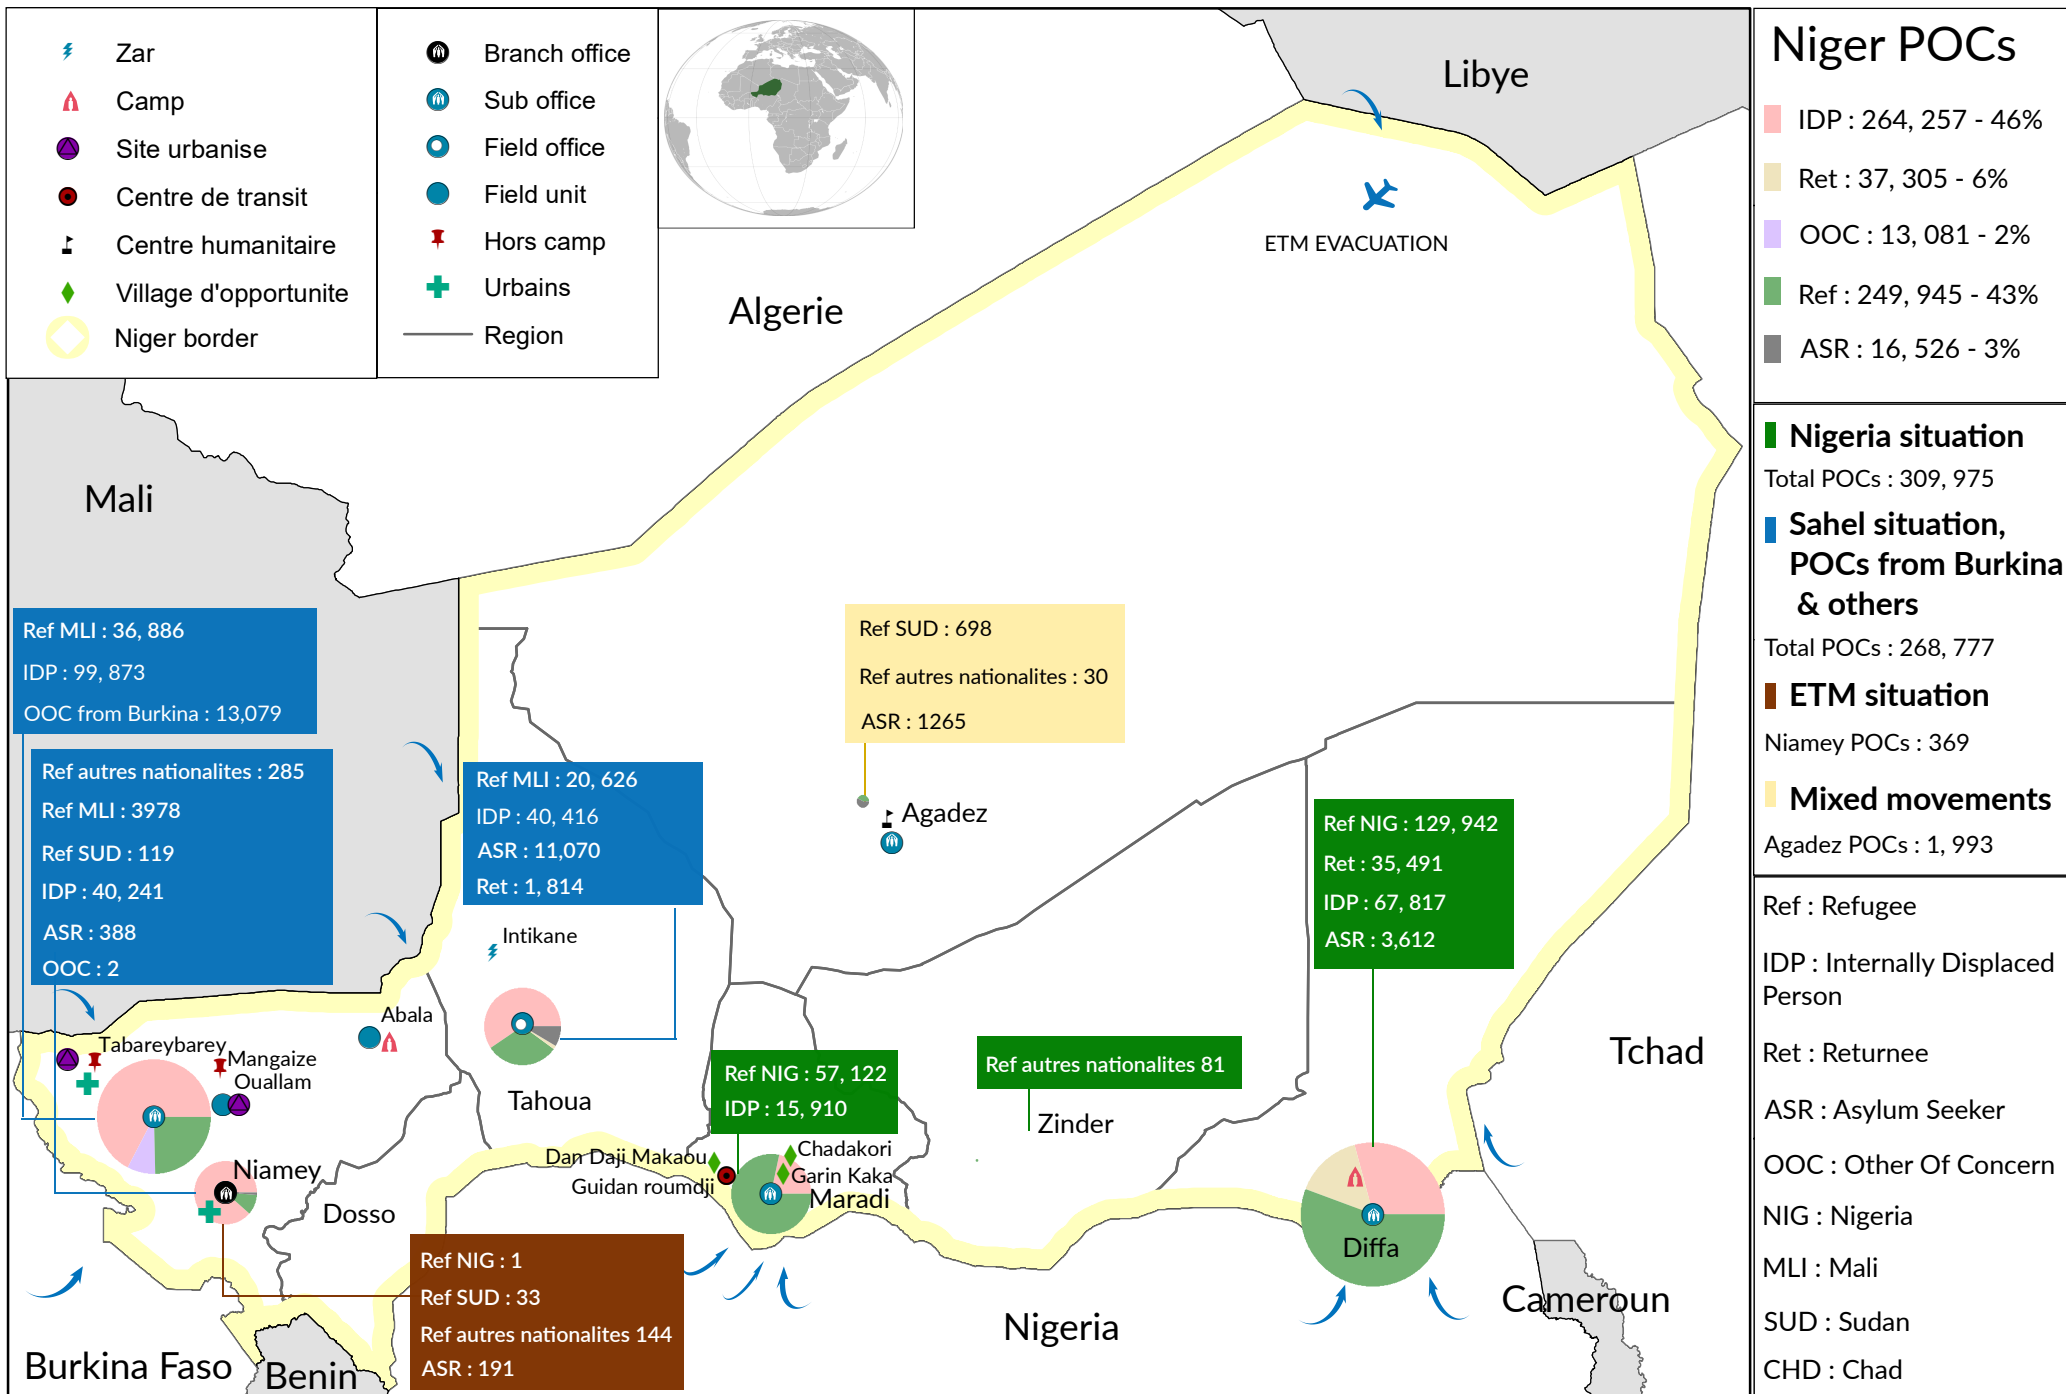 Zar
Camp
Site urbanise
Centre de transit
Centre humanitaire
Village d'opportunite
Niger border
Branch office
Sub office
Field office
Field unit
Hors camp
Urbains
Region
Libye
ETM EVACUATION
Algerie
Mali
Ref MLI : 36, 886
IDP : 99, 873
OOC from Burkina : 13,079
Ref autres nationalites : 285
Ref MLI : 3978
Ref SUD : 119
IDP : 40, 241
ASR : 388
OOC : 2
Ref MLI : 20, 626
IDP : 40, 416
ASR : 11,070
Ret : 1, 814
Ref SUD : 698
Ref autres nationalites : 30
ASR : 1265
Agadez
Ref NIG : 129, 942
Ret : 35, 491
IDP : 67, 817
ASR : 3,612
Intikane
Abala
Tabareybarey
Mangaize
Ouallam
Tahoua
Ref NIG : 57, 122
IDP : 15, 910
Ref autres nationalites 81
Zinder
Tchad
Niamey
Dosso
Dan Daji Makaou
Guidan roumdji
Chadakori
Garin Kaka
Maradi
Diffa
Ref NIG : 1
Ref SUD : 33
Ref autres nationalites 144
ASR : 191
Nigeria
Cameroun
Burkina Faso
Benin
Niger POCs
IDP : 264, 257 - 46%
Ret : 37, 305 - 6%
OOC : 13, 081 - 2%
Ref : 249, 945 - 43%
ASR : 16, 526 - 3%
Nigeria situation
Total POCs : 309, 975
Sahel situation,
POCs from Burkina
& others
Total POCs : 268, 777
ETM situation
Niamey POCs : 369
Mixed movements
Agadez POCs : 1, 993
Ref : Refugee
IDP : Internally Displaced
Person
Ret : Returnee
ASR : Asylum Seeker
OOC : Other Of Concern
NIG : Nigeria
MLI : Mali
SUD : Sudan
CHD : Chad